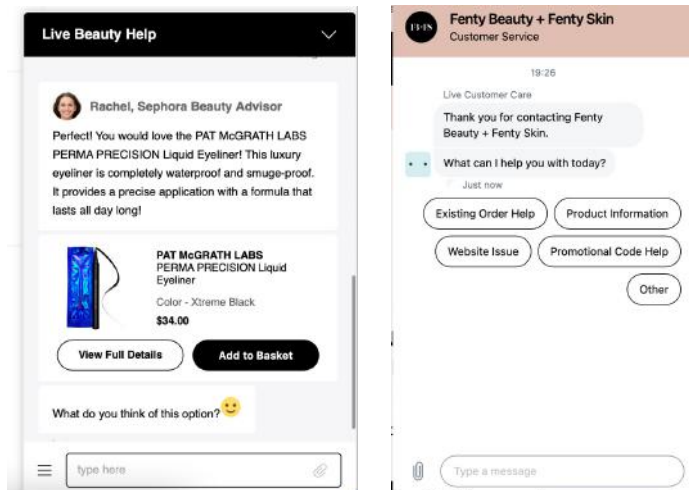 Live Beauty Help
Rachel, Sephora Beauty Advisor
Perfect! You would love the PAT McGRATH LABS
PERMA PRECISION Liquid Eyeliner! This luxury
eyeliner is completely waterproof and smuge-proof.
It provides a precise application with a formula that
lasts all day long!
PAT McGRATH LABS
PERMA PRECISION Liquid
Eyeliner
Color - Xtreme Black
$34.00
View Full Details
Add to Basket
What do you think of this option?
type here
Fenty Beauty + Fenty Skin
Customer Service
19:26
Live Customer Care
Thank you for contacting Fenty
Beauty + Fenty Skin.
What can I help you with today?
Just now
Existing Order Help
Product Information
Website Issue
Promotional Code Help
Other
Type a message